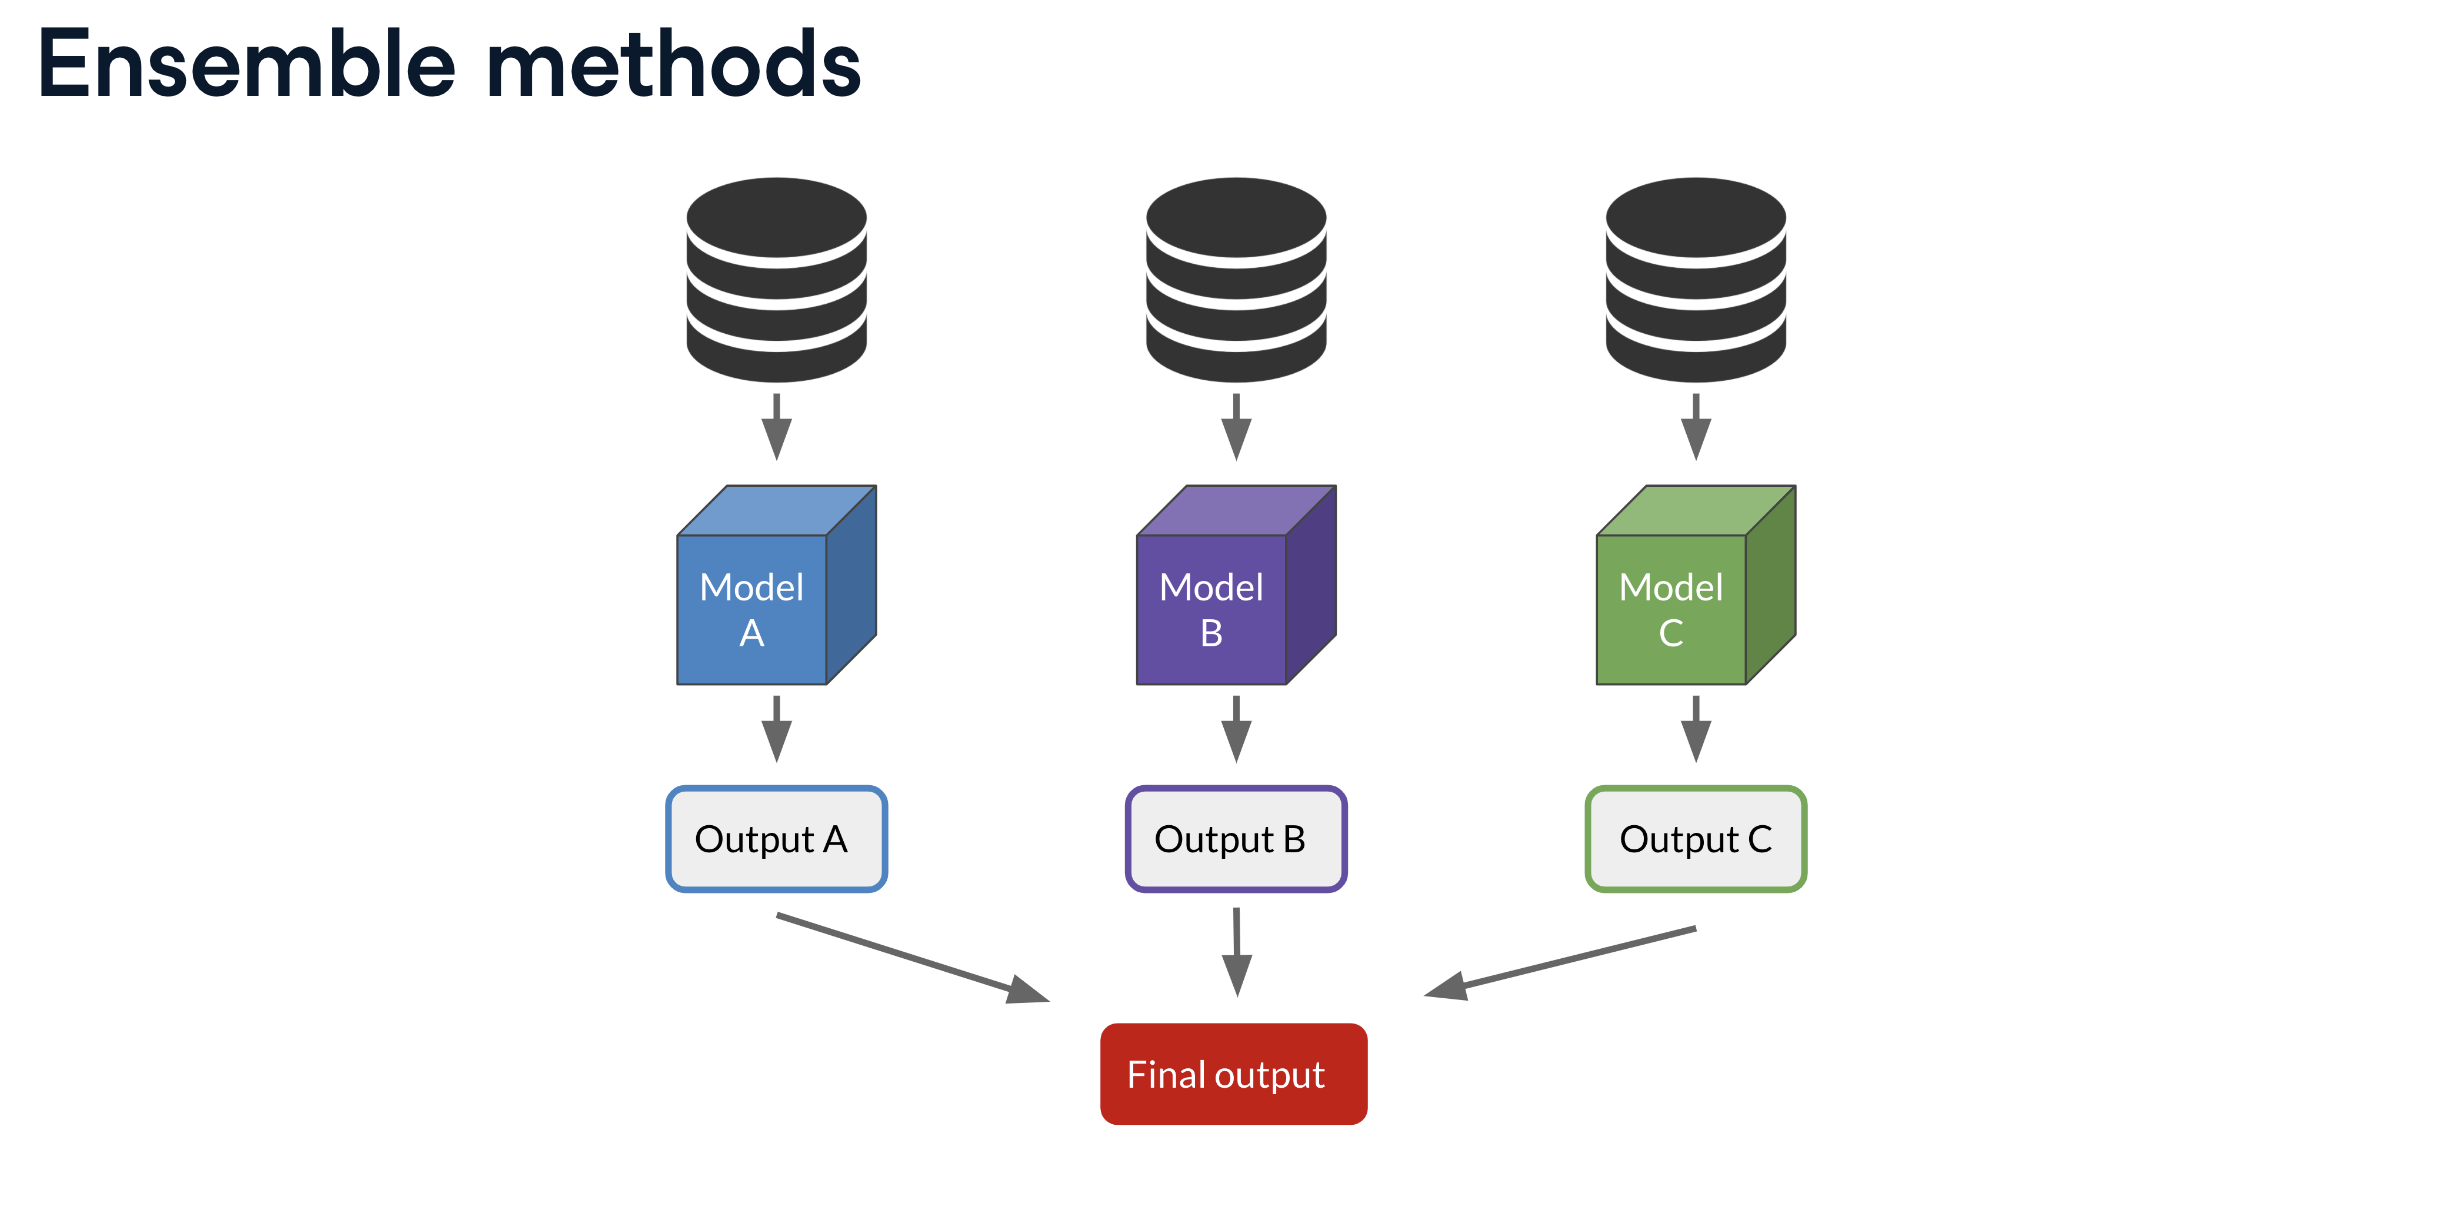 Ensemble methods
Model
A
Model
B
Model
C
Output A
Output B
Output C
Final output